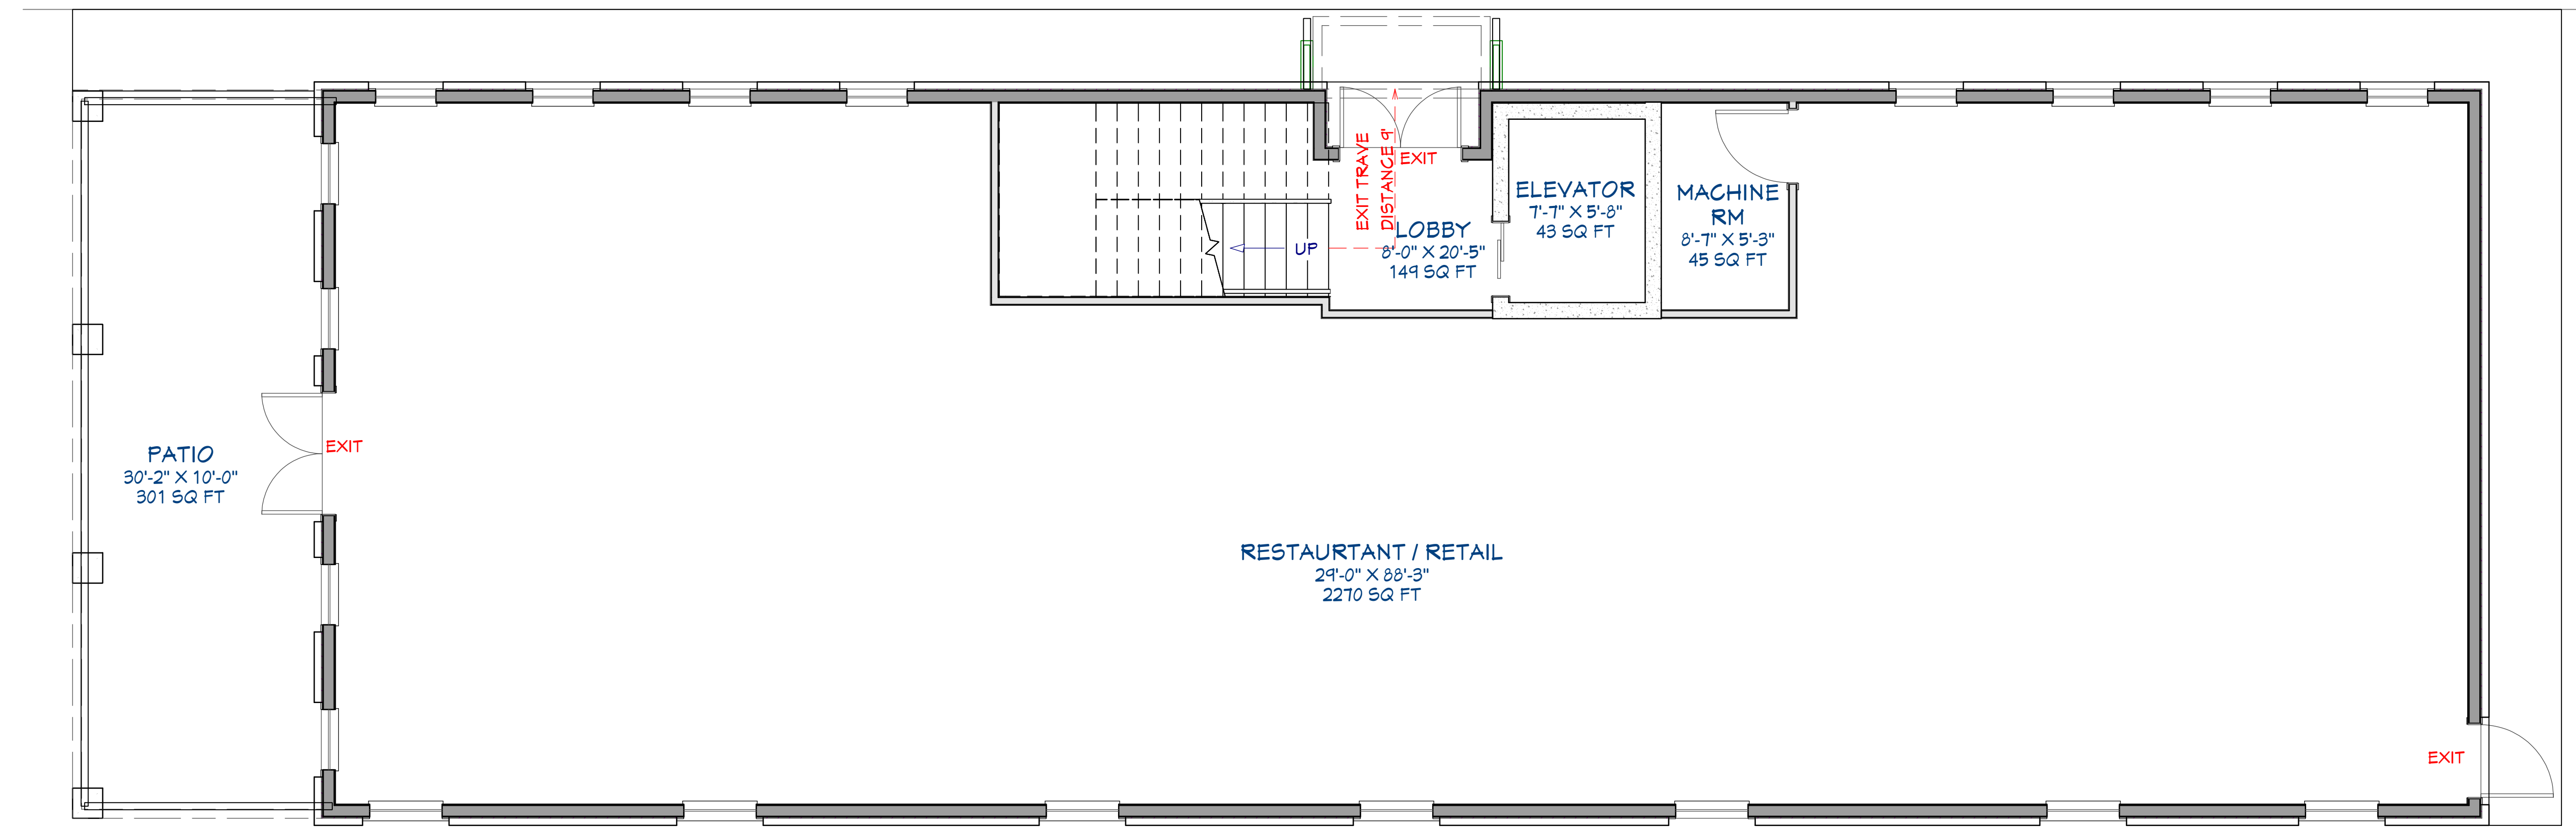 EXIT TRAVE
DISTANCE 9'
EXIT
LOBBY
8'-0" X 20'-5"
149 SQ FT
UP
ELEVATOR
7'-7" X 5'-8"
43 SQ FT
MACHINE
RM
8'-7" X 5'-3"
45 SQ FT
PATIO
30'-2" X 10'-0"
301 SQ FT
EXIT
RESTAURTANT / RETAIL
29'-0" X 88'-3"
2270 SQ FT
EXIT